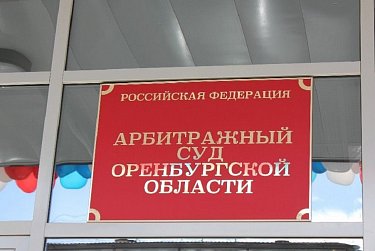 РОССИЙСКАЯ ФЕДЕРАЦИЯ
АРБИТРАЖНЫЙ
СУД
ОРЕНБУРГСКОЙ
ОБЛАСТИ